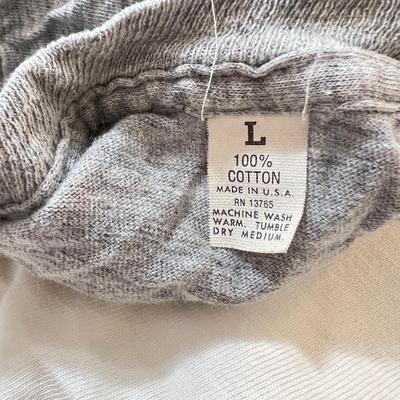 L
100%
COTTON
MADE IN U.S.A
RN 13765
MACHINE WASH
WARM. TUMBLE
DRY MEDIUM.